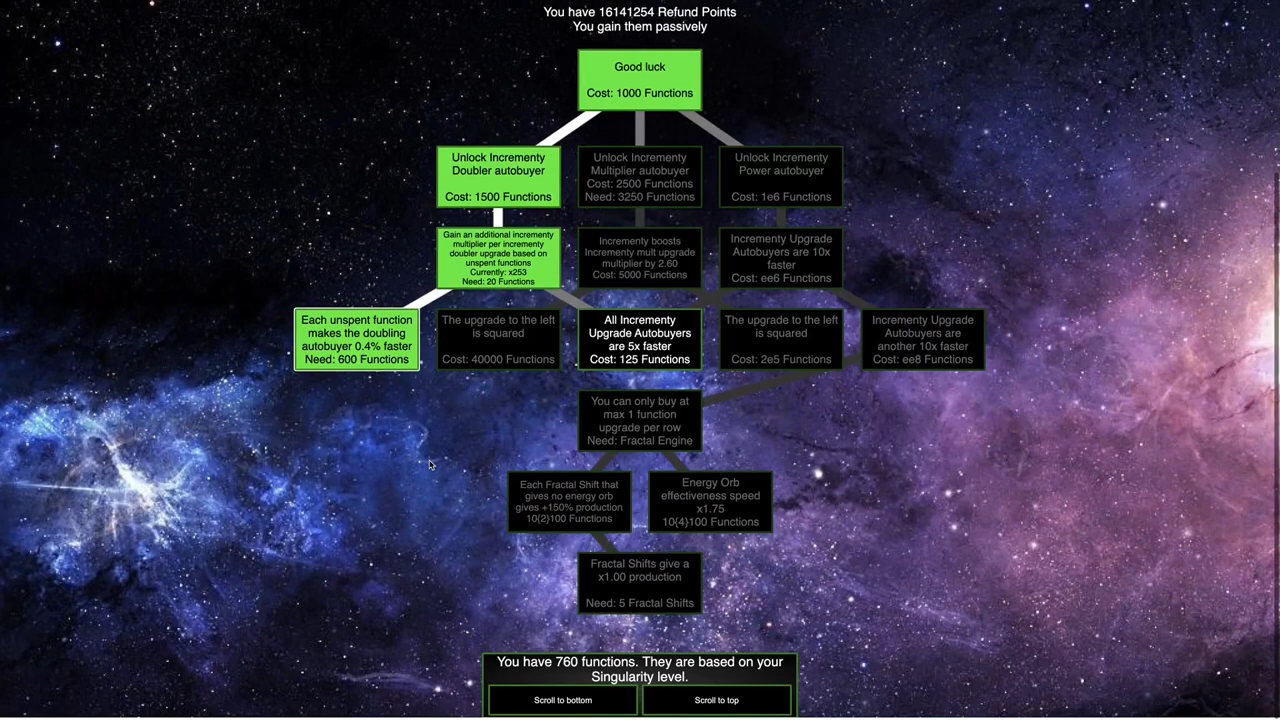 You have 16141254 Refund Points
You gain them passively
Good luck
Cost: 1000 Functions
Unlock Incrementy
Doubler autobuyer
Cost: 1500 Functions
Unlock Incrementy
Multiplier autobuyer
Cost: 2500 Functions
Need: 3250 Functions
Unlock Incrementy
Power autobuyer
Cost: 1e6 Functions
Gain an additional incrementy
multiplier per incrementy
doubler upgrade based on
unspent functions
Currently: x253
Need: 20 Functions
Incrementy boosts
Incrementy mult upgrade
multiplier by 2.60
Cost: 5000 Functions
Incrementy Upgrade
Autobuyers are 10x
faster
Cost: ee6 Functions
Each unspent function
makes the doubling
autobuyer 0.4% faster
Need: 600 Functions
The upgrade to the left
is squared
Cost: 40000 Functions
All Incrementy
Upgrade Autobuyers
are 5x faster
Cost: 125 Functions
The upgrade to the left
is squared
Cost: 2e5 Functions
Incrementy Upgrade
Autobuyers are
another 10x faster
Cost: ee8 Functions
You can only buy at
max 1 function
upgrade per row
Need: Fractal Engine
Each Fractal Shift that
gives no energy orb
gives +150% production
10{2}100 Functions
Energy Orb
effectiveness speed
x1.75
10{4}100 Functions
Fractal Shifts give a
x1.00 production
Need: 5 Fractal Shifts
You have 760 functions. They are based on your
Singularity level.
Scroll to bottom
Scroll to top